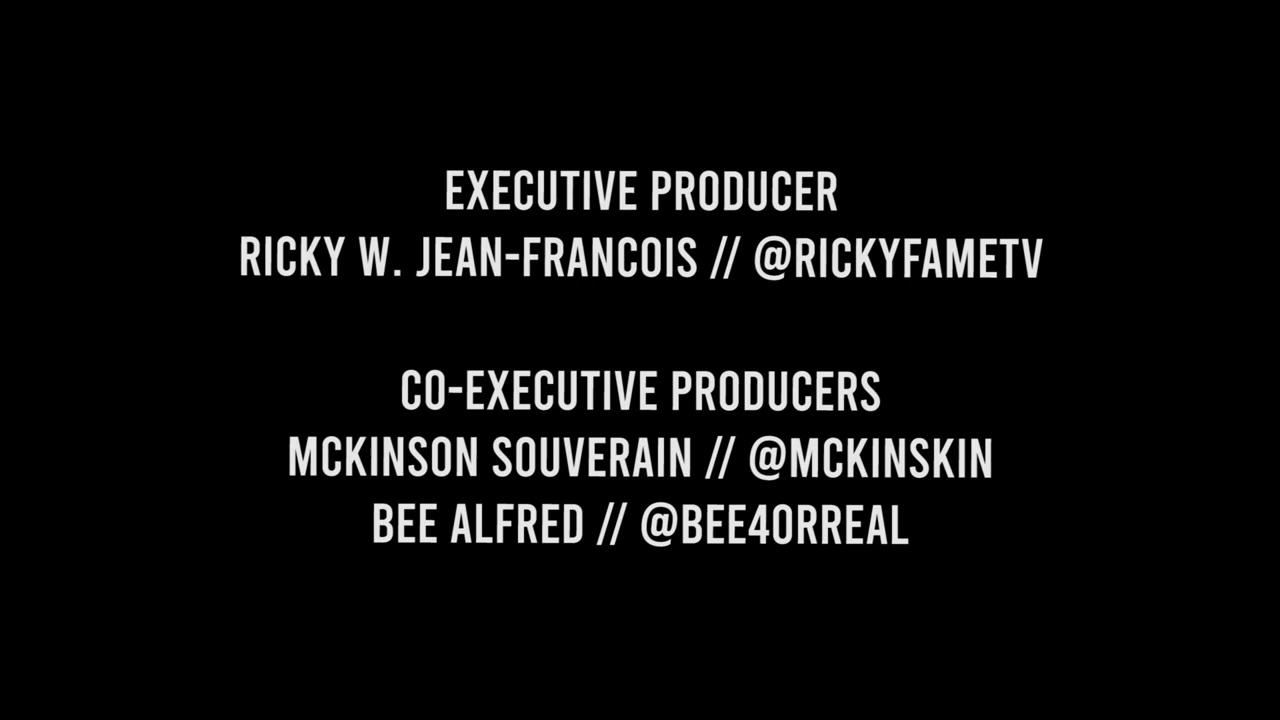 EXECUTIVE PRODUCER
RICKY W. JEAN-FRANCOIS // @RICKYFAMETV
CO-EXECUTIVE PRODUCERS
MCKINSON SOUVERAIN // @MCKINSKIN
BEE ALFRED // @BEE4ORREAL